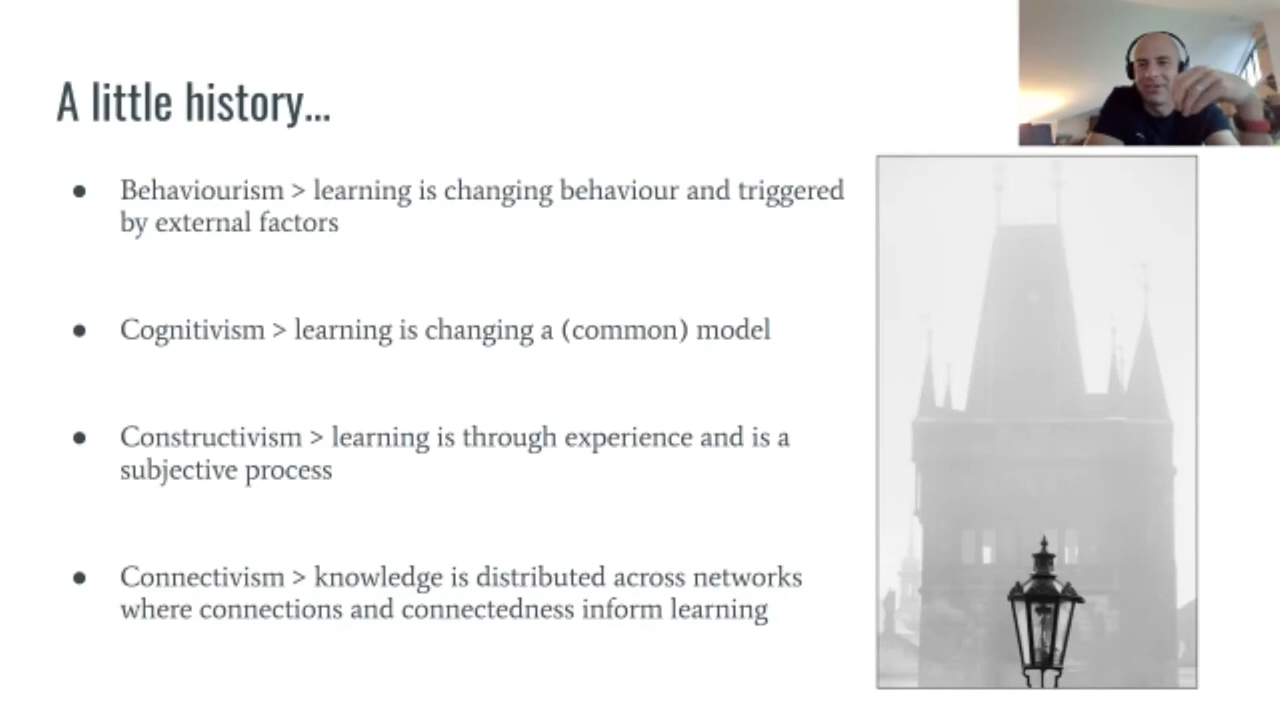 A little history...
● Behaviourism > learning is changing behaviour and triggered
by external factors
● Cognitivism > learning is changing a (common) model
● Constructivism > learning is through experience and is a
subjective process
● Connectivism > knowledge is distributed across networks
where connections and connectedness inform learning